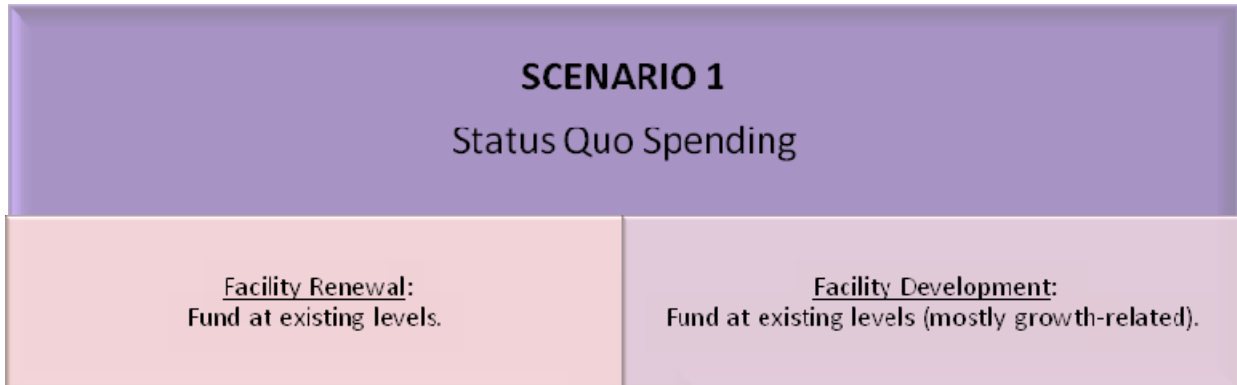 SCENARIO 1
Status Quo Spending
Facility Renewal:
Fund at existing levels.
Facility Development:
Fund at existing levels (mostly growth-related).